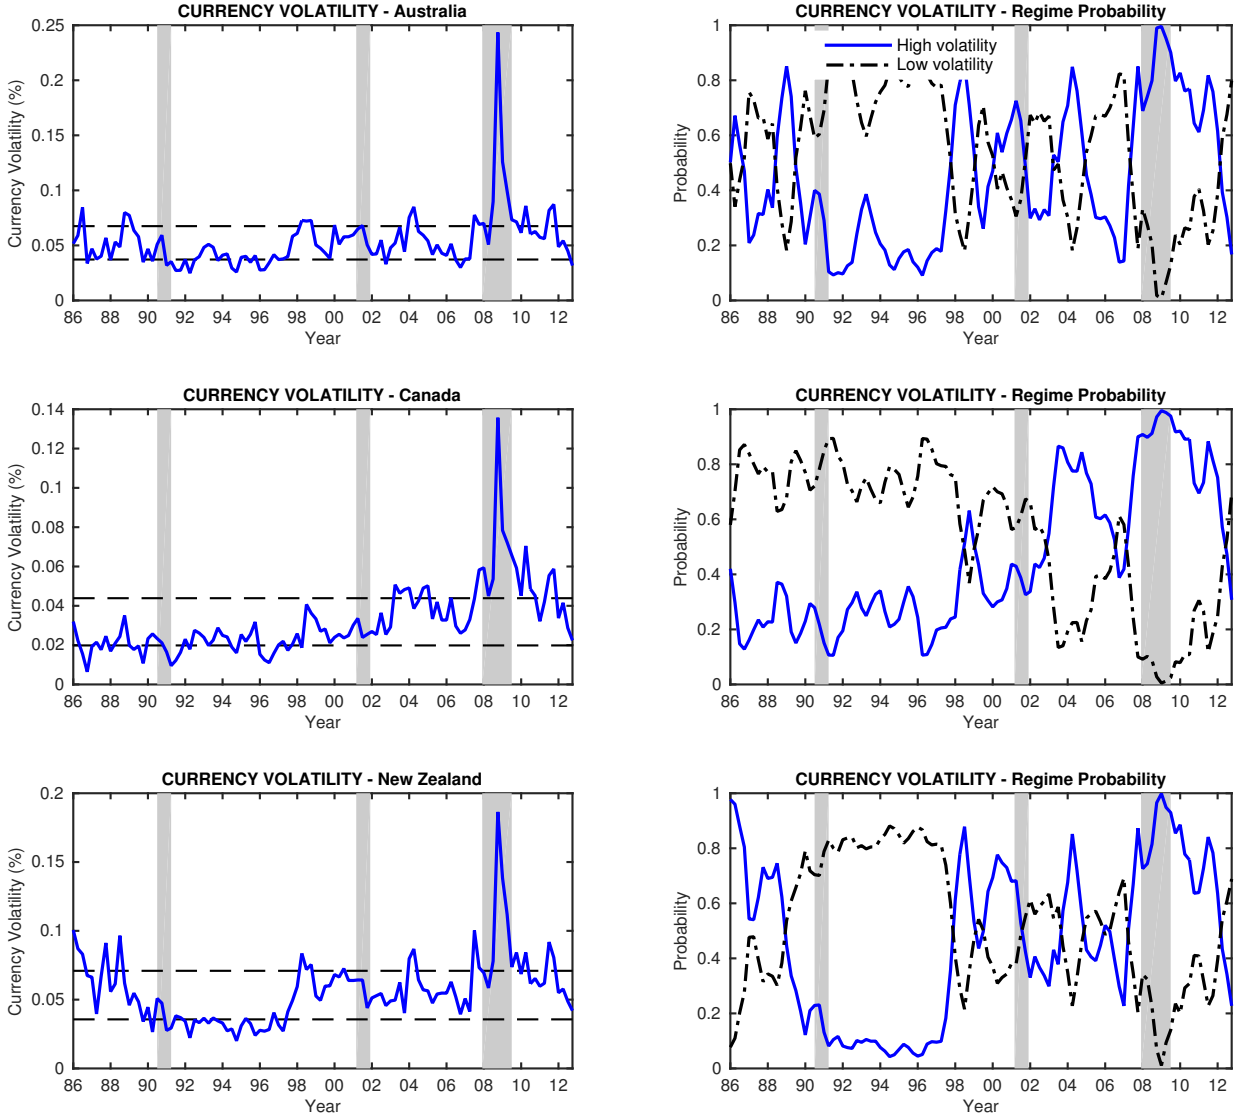 CURRENCY VOLATILITY - Australia
Currency Volatility (%)
0.25
0.2
0.15
0.1
0.05
0
86 88 90 92 94 96 98 00 02 04 06 08 10 12
Year
CURRENCY VOLATILITY - Regime Probability
High volatility
Low volatility
Probability
1
0.8
0.6
0.4
0.2
0
86 88 90 92 94 96 98 00 02 04 06 08 10 12
Year
CURRENCY VOLATILITY - Canada
Currency Volatility (%)
0.14
0.12
0.1
0.08
0.06
0.04
0.02
0
86 88 90 92 94 96 98 00 02 04 06 08 10 12
Year
CURRENCY VOLATILITY - Regime Probability
Probability
1
0.8
0.6
0.4
0.2
0
86 88 90 92 94 96 98 00 02 04 06 08 10 12
Year
CURRENCY VOLATILITY - New Zealand
Currency Volatility (%)
0.2
0.15
0.1
0.05
0
86 88 90 92 94 96 98 00 02 04 06 08 10 12
Year
CURRENCY VOLATILITY - Regime Probability
Probability
1
0.8
0.6
0.4
0.2
0
86 88 90 92 94 96 98 00 02 04 06 08 10 12
Year